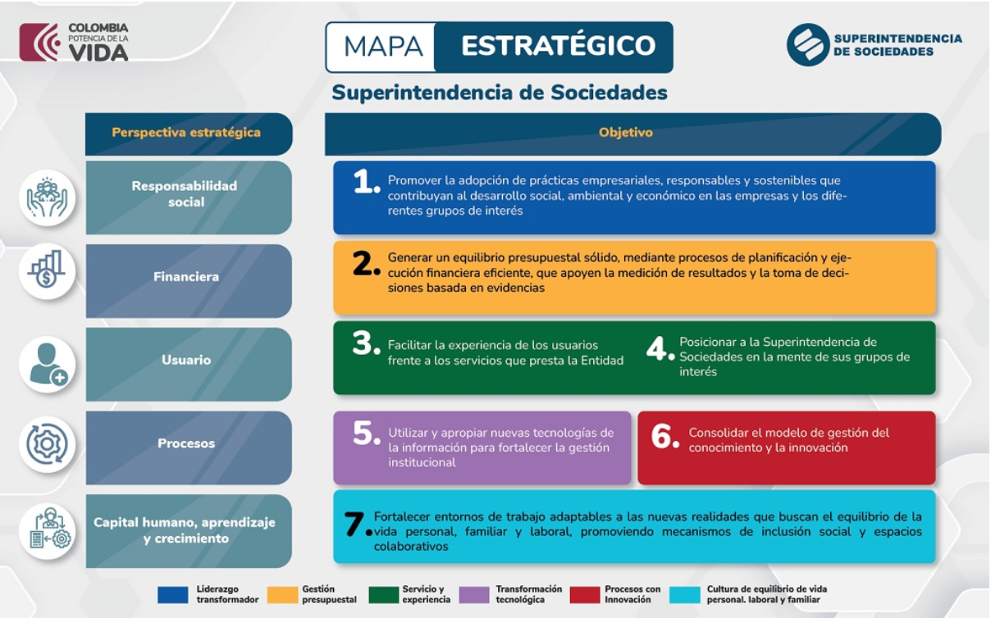 COLOMBIA
POTENCIA DE LA
VIDA
MAPA ESTRATÉGICO
SUPERINTENDENCIA
DE SOCIEDADES
Superintendencia de Sociedades
Perspectiva estratégica
Objetivo
Responsabilidad
social
1. Promover la adopción de prácticas empresariales, responsables y sostenibles que
contribuyan al desarrollo social, ambiental y económico en las empresas y los dife-
rentes grupos de interés
Financiera
2. Generar un equilibrio presupuestal sólido, mediante procesos de planificación y eje-
cución financiera eficiente, que apoyen la medición de resultados y la toma de deci-
siones basada en evidencias
Usuario
3. Facilitar la experiencia de los usuarios
frente a los servicios que presta la Entidad
4. Posicionar a la Superintendencia de
Sociedades en la mente de sus grupos de
interés
Procesos
5. Utilizar y apropiar nuevas tecnologías de
la información para fortalecer la gestión
institucional
6. Consolidar el modelo de gestión del
conocimiento y la innovación
Capital humano, aprendizaje
y crecimiento
7. Fortalecer entornos de trabajo adaptables a las nuevas realidades que buscan el equilibrio de la
vida personal, familiar y laboral, promoviendo mecanismos de inclusión social y espacios
colaborativos
Liderazgo
transformador
Gestión
presupuestal
Servicio y
experiencia
Transformación
tecnológica
Procesos con
Innovación
Cultura de equilibrio de vida
personal. laboral y familiar